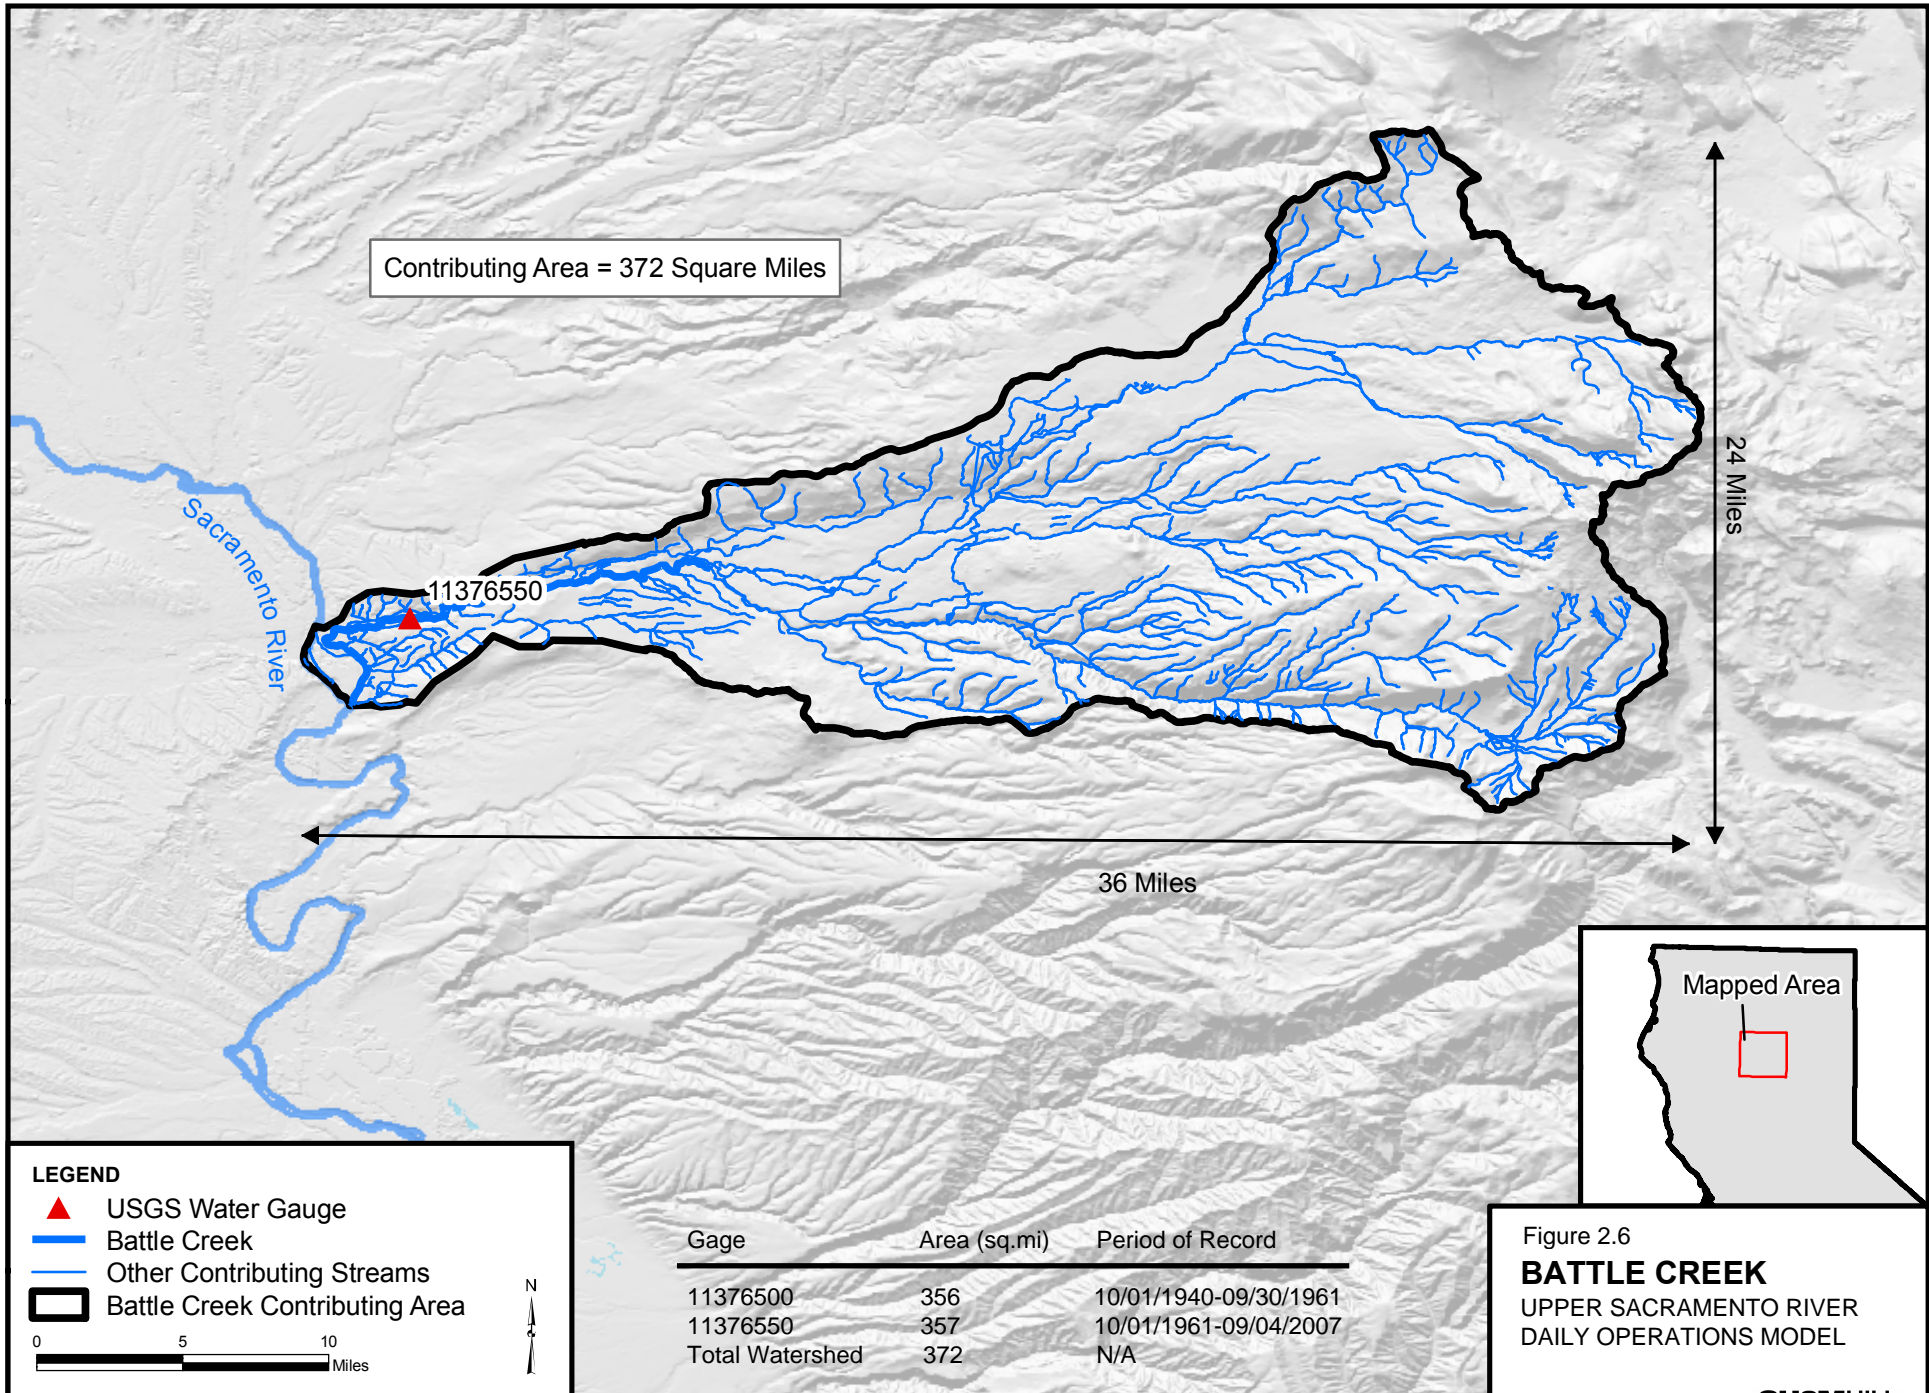 Contributing Area = 372 Square Miles
24 Miles
Sacramento River
11376550
36 Miles
Mapped Area
LEGEND
USGS Water Gauge
Battle Creek
Other Contributing Streams
Battle Creek Contributing Area
N
0 5 10
Miles
Gage Area (sq.mi) Period of Record
11376500 356 10/01/1940-09/30/1961
11376550 357 10/01/1961-09/04/2007
Total Watershed 372 N/A
Figure 2.6
BATTLE CREEK
UPPER SACRAMENTO RIVER
DAILY OPERATIONS MODEL